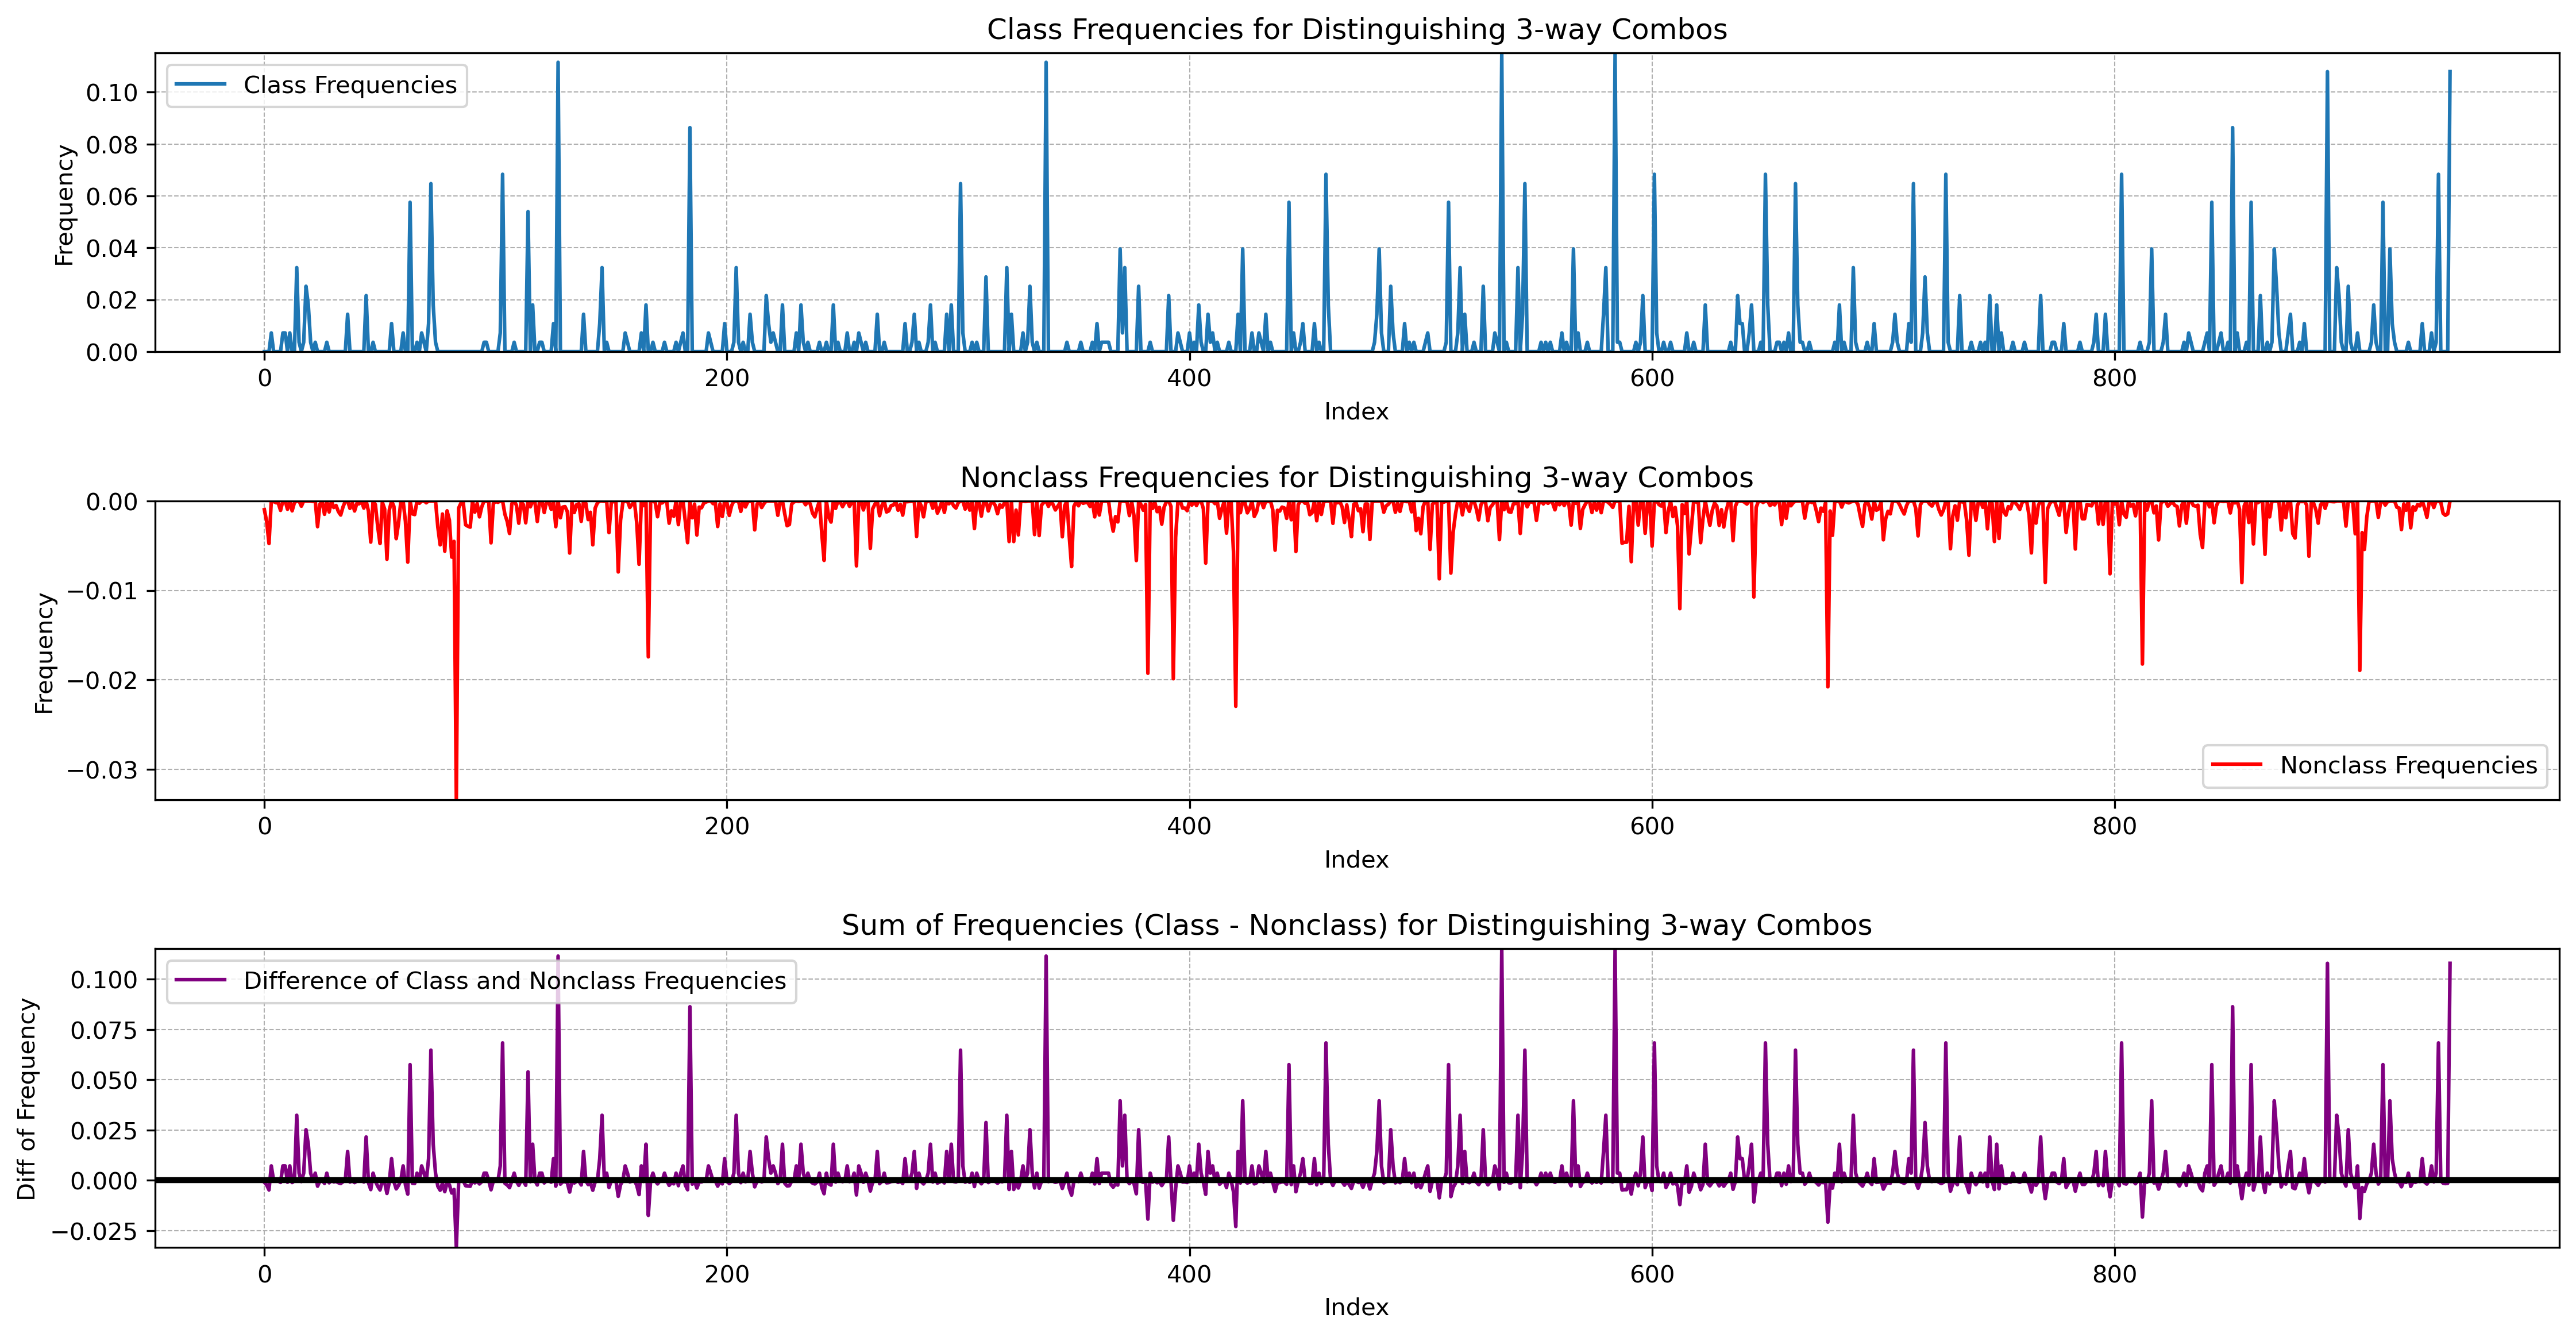 Class Frequencies for Distinguishing 3-way Combos
Class Frequencies
Frequency
0.10
0.08
0.06
0.04
0.02
0.00
0 200 400 600 800
Index
Nonclass Frequencies for Distinguishing 3-way Combos
Frequency
0.00
−0.01
−0.02
−0.03
Nonclass Frequencies
0 200 400 600 800
Index
Sum of Frequencies (Class - Nonclass) for Distinguishing 3-way Combos
Difference of Class and Nonclass Frequencies
Diff of Frequency
0.100
0.075
0.050
0.025
0.000
−0.025
0 200 400 600 800
Index